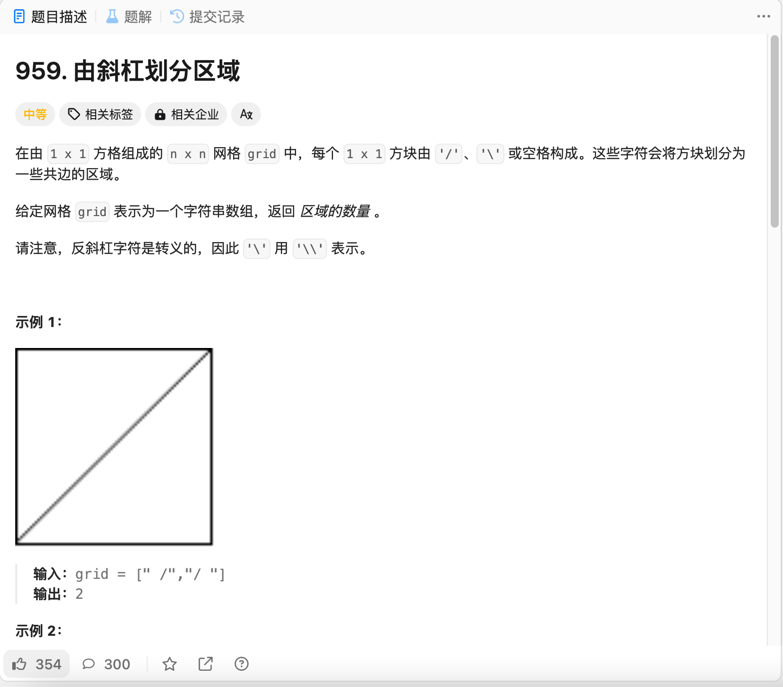 题目描述 题解 提交记录
959. 由斜杠划分区域
中等 相关标签 相关企业 Az
在由 1 x 1 方格组成的 n x n 网格 grid 中，每个 1 x 1 方块由 '/'、'\' 或空格构成。这些字符会将方块划分为
一些共边的区域。
给定网格 grid 表示为一个字符串数组，返回 区域的数量 。
请注意，反斜杠字符是转义的，因此 '\' 用 '\\' 表示。
示例 1：
输入：grid = [" /","/ "]
输出：2
示例 2：
354 300